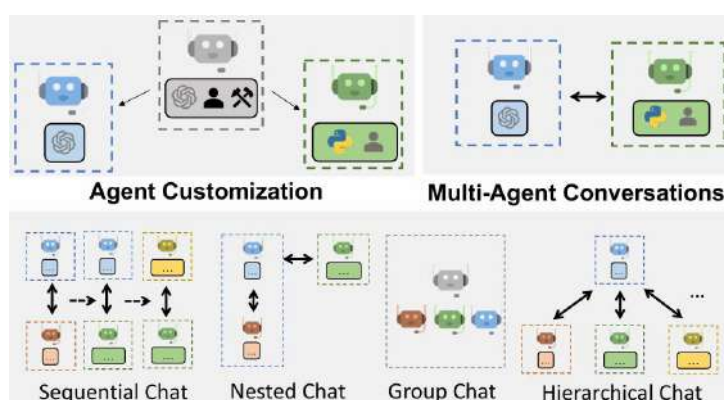 Agent Customization
Multi-Agent Conversations
...
... ... ... ... ... ...
... ... ... ... ... ...
Sequential Chat
Nested Chat
Group Chat
Hierarchical Chat